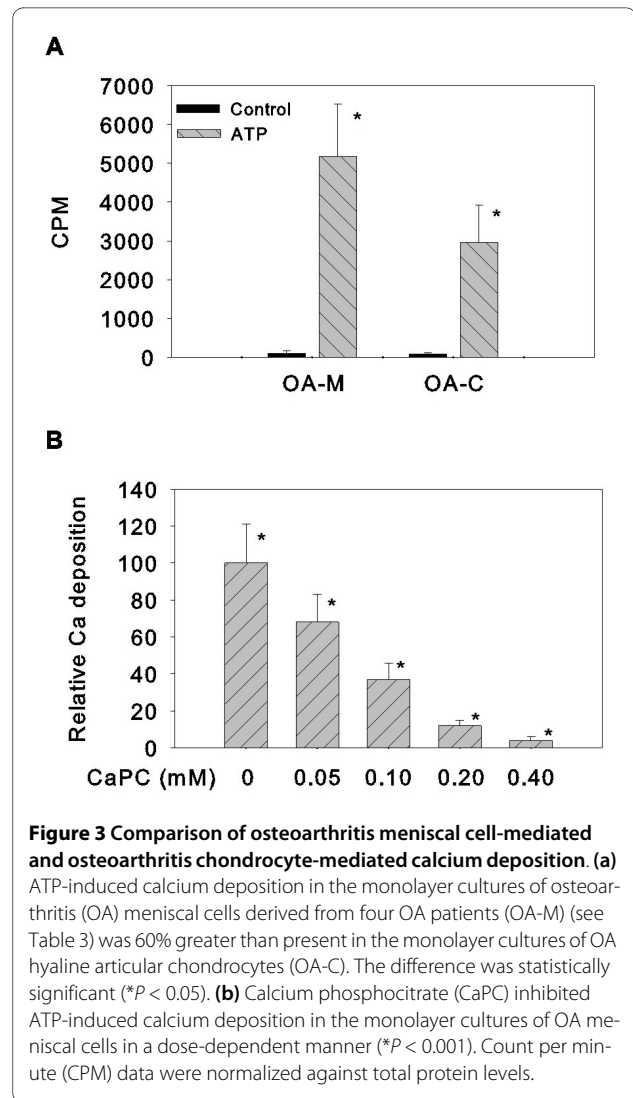 A
7000
6000
5000
4000
3000
2000
1000
0
CPM
Control
ATP
*
*
OA-M OA-C
B
140
120
100
80
60
40
20
0
Relative Ca deposition
*
*
*
*
*
CaPC (mM) 0 0.05 0.10 0.20 0.40
Figure 3 Comparison of osteoarthritis meniscal cell-mediated
and osteoarthritis chondrocyte-mediated calcium deposition. (a)
ATP-induced calcium deposition in the monolayer cultures of osteoar-
thritis (OA) meniscal cells derived from four OA patients (OA-M) (see
Table 3) was 60% greater than present in the monolayer cultures of OA
hyaline articular chondrocytes (OA-C). The difference was statistically
significant (*P < 0.05). (b) Calcium phosphocitrate (CaPC) inhibited
ATP-induced calcium deposition in the monolayer cultures of OA me-
niscal cells in a dose-dependent manner (*P < 0.001). Count per min-
ute (CPM) data were normalized against total protein levels.